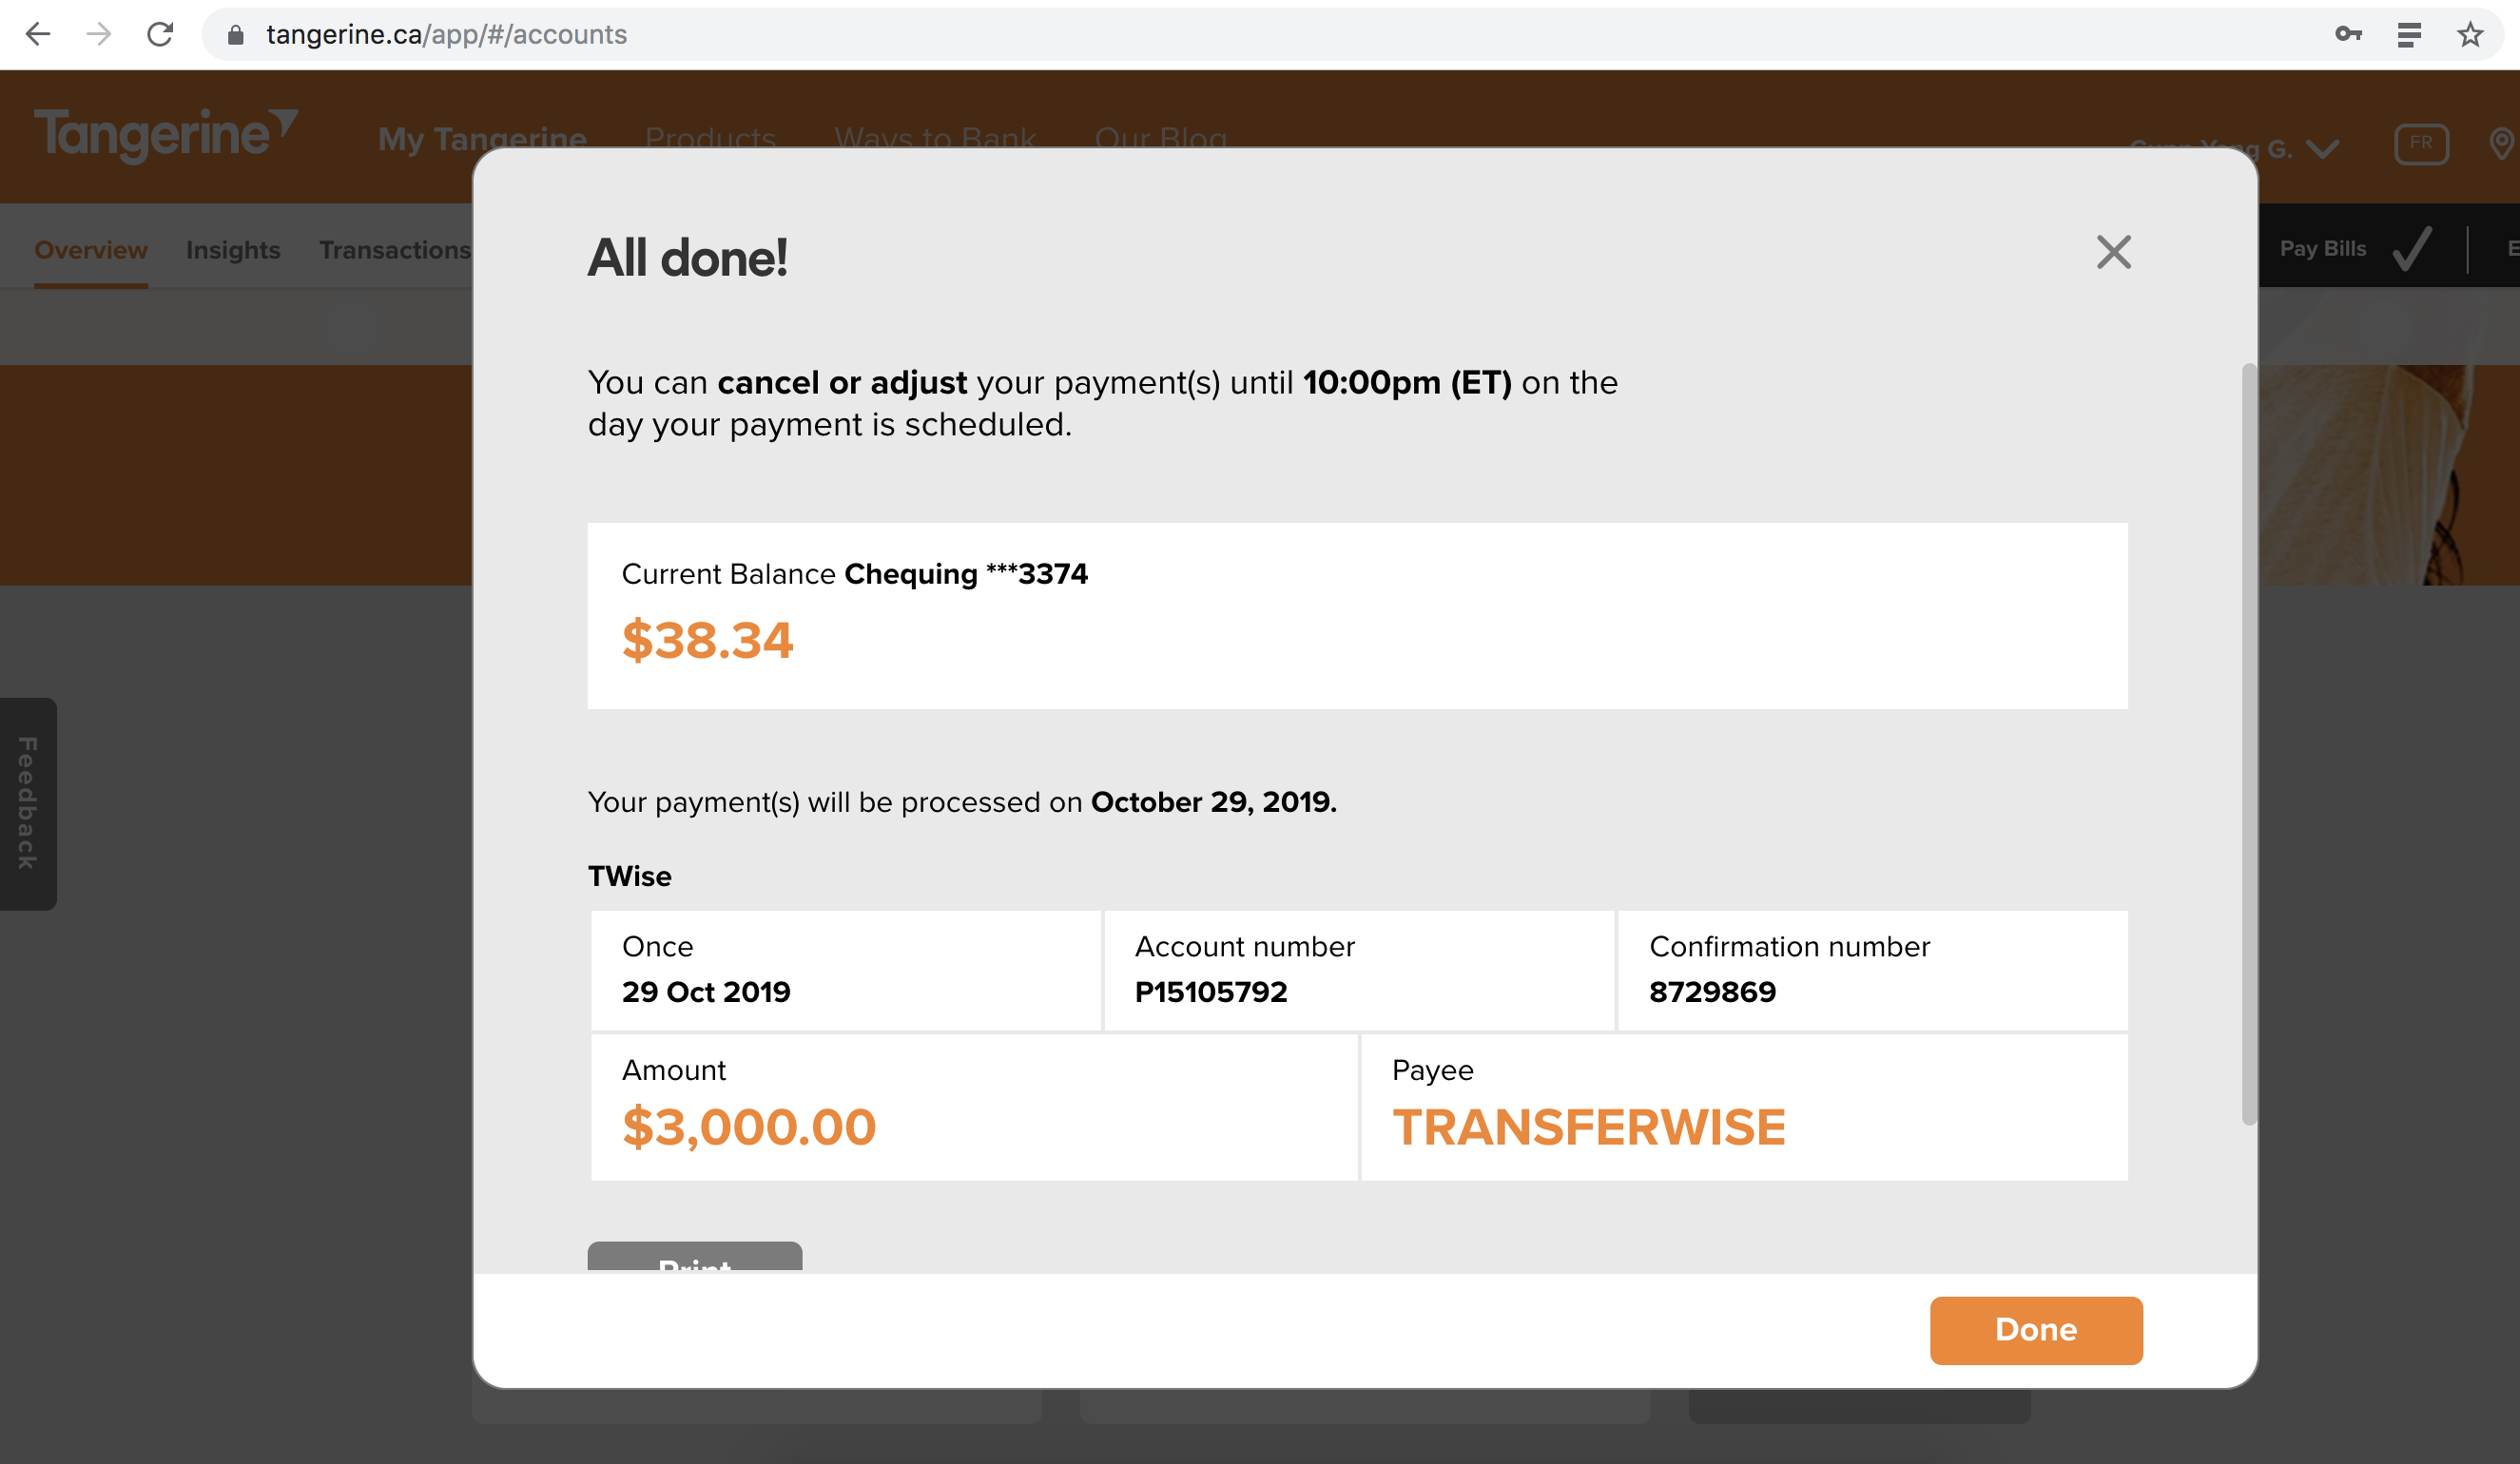 tangerine.ca/app/#/accounts
Tangerine
My Tangerine Products Ways to Bank Our Blog G. FR
Overview Insights Transactions Pay Bills
All done!
You can cancel or adjust your payment(s) until 10:00pm (ET) on the
day your payment is scheduled.
Current Balance Chequing ***3374
$38.34
Your payment(s) will be processed on October 29, 2019.
TWise
Once Account number Confirmation number
29 Oct 2019 P15105792 8729869
Amount Payee
$3,000.00 TRANSFERWISE
Print
Done
Feedback